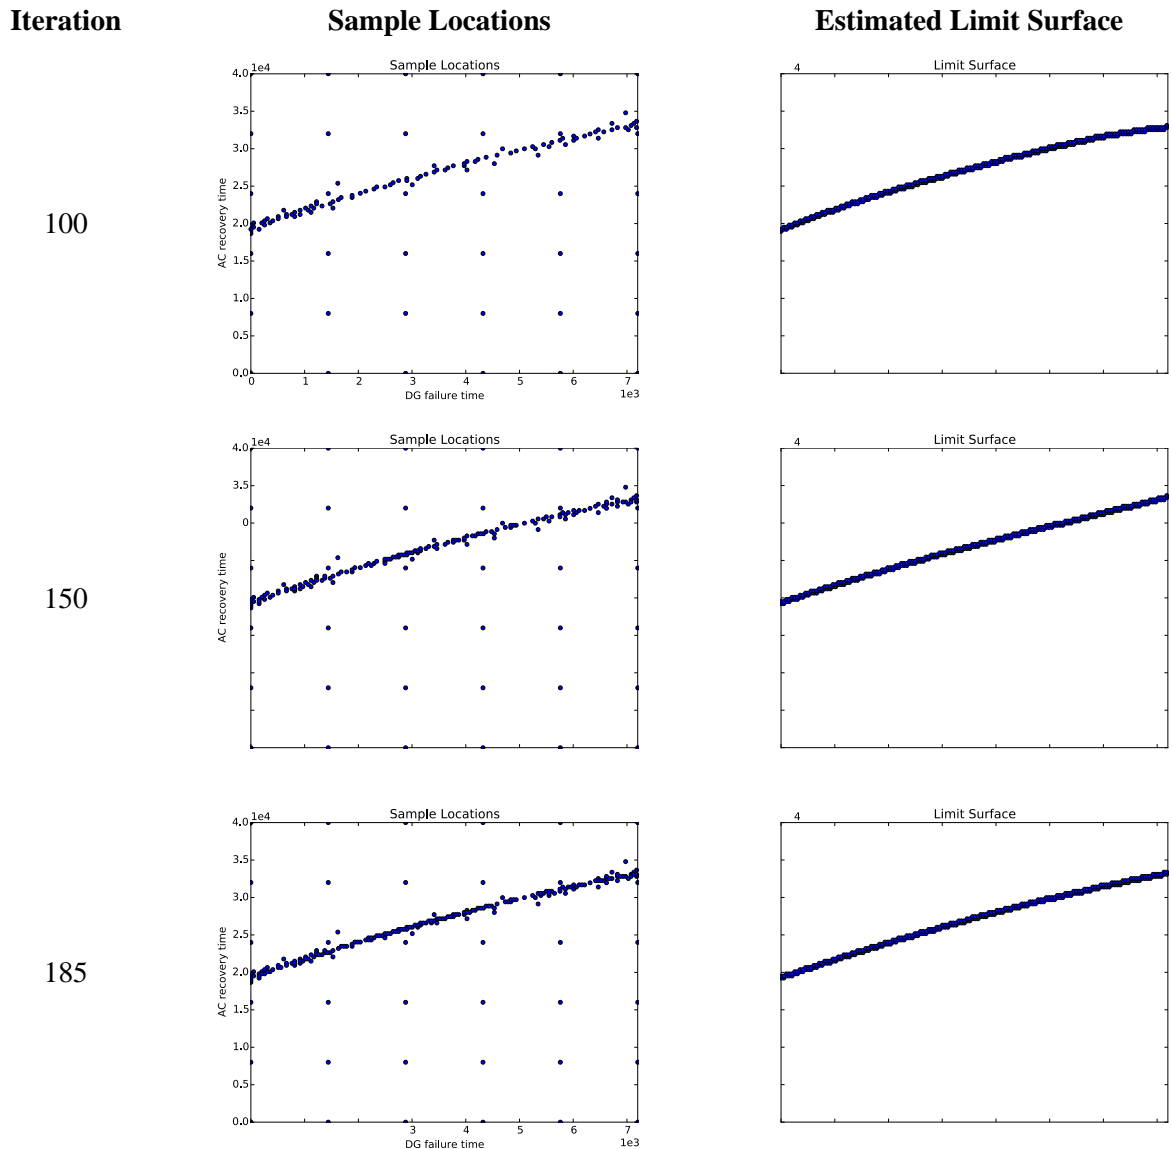 Iteration Sample Locations Estimated Limit Surface
Sample Locations
1e4
4.0
3.5
3.0
2.5
2.0
1.5
1.0
0.5
0.0
AC recovery time
0 1 2 3 4 5 6 7
1e3
DG failure time
Limit Surface
4
100
Sample Locations
1e4
4.0
3.5
0
AC recovery time
Limit Surface
4
150
Sample Locations
1e4
4.0
3.5
3.0
2.5
2.0
1.5
1.0
0.5
0.0
AC recovery time
3 4 5 6 7
1e3
DG failure time
Limit Surface
4
185